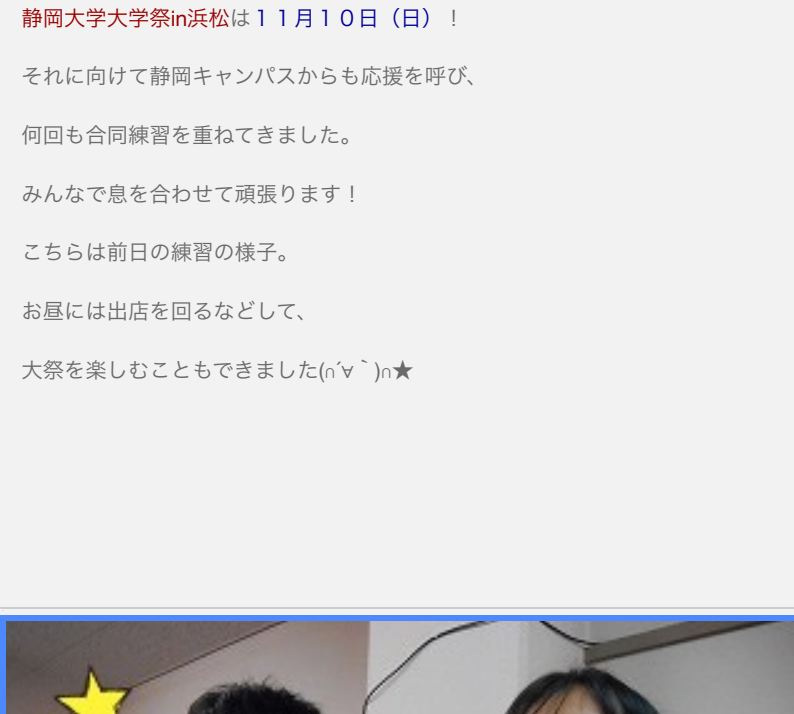 静岡大学大学祭in浜松は１１月１０日（日）！
それに向けて静岡キャンパスからも応援を呼び、
何回も合同練習を重ねてきました。
みんなで息を合わせて頑張ります！
こちらは前日の練習の様子。
お昼には出店を回るなどして、
大祭を楽しむこともできました(∩´∀｀)∩★